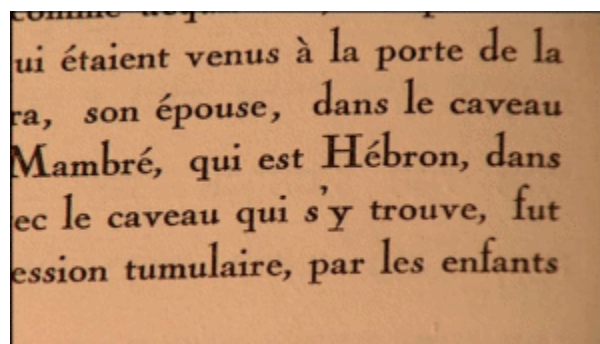 ui étaient venus à la porte de la
ra, son épouse, dans le caveau
Mambré, qui est Hébron, dans
ec le caveau qui s'y trouve, fut
ession tumulaire, par les enfants